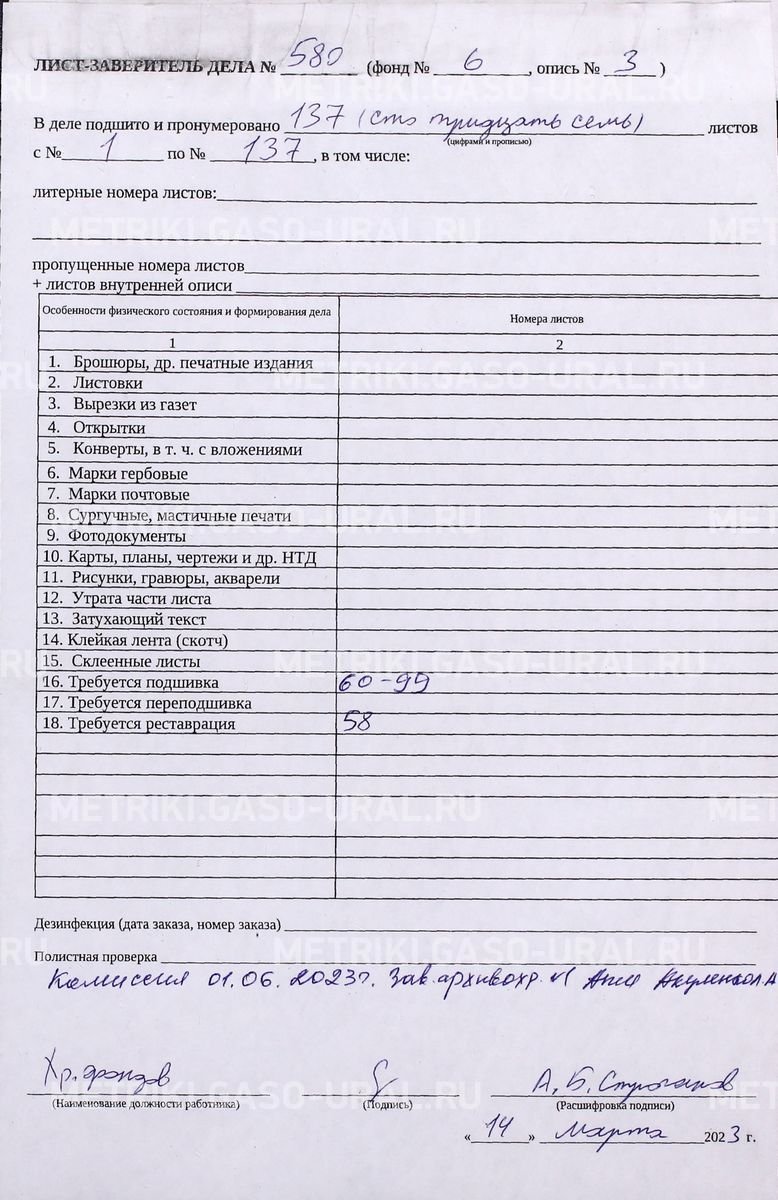 ЛИСТ-ЗАВЕРИТЕЛЬ ДЕЛА № 580 (фонд № 6, опись № 3)
В деле подшито и пронумеровано 137 (сто тридцать семь) листов
(цифрами и прописью)
с № 1 по № 137, в том числе:
литерные номера листов:
METRIKI.GASO-URAL.RU
пропущенные номера листов
+ листов внутренней описи
Особенности физического состояния и формирования дела Номера листов
1 2
1. Брошюры, др. печатные издания
2. Листовки
3. Вырезки из газет
4. Открытки
5. Конверты, в т. ч. с вложениями
6. Марки гербовые
7. Марки почтовые
8. Сургучные, мастичные печати
9. Фотодокументы
10. Карты, планы, чертежи и др. НТД
11. Рисунки, гравюры, акварели
12. Утрата части листа
13. Затухающий текст
14. Клейкая лента (скотч)
15. Склеенные листы
16. Требуется подшивка 60-99
17. Требуется переподшивка
18. Требуется реставрация 58
METRIKI.GASO-URAL.RU
Дезинфекция (дата заказа, номер заказа)
Полистная проверка
Комиссия 01.06.2023г. Зав. архивохр.
Хр. фондов А.Б. Строганов
(Наименование должности работника) (Подпись) (Расшифровка подписи)
« 14 » марта 2023 г.